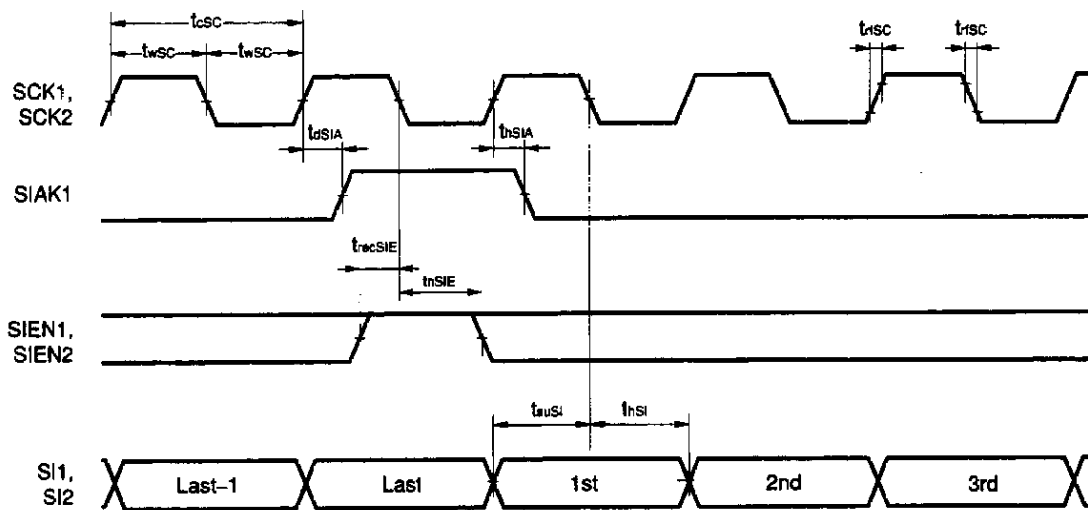 tcSC
twSC twSC trSC tfSC
SCK1,
SCK2
tdSIA thSIA
SIAK1
trecSIE
thSIE
SIEN1,
SIEN2
tsuSI thSI
SI1,
SI2
Last-1 Last 1st 2nd 3rd